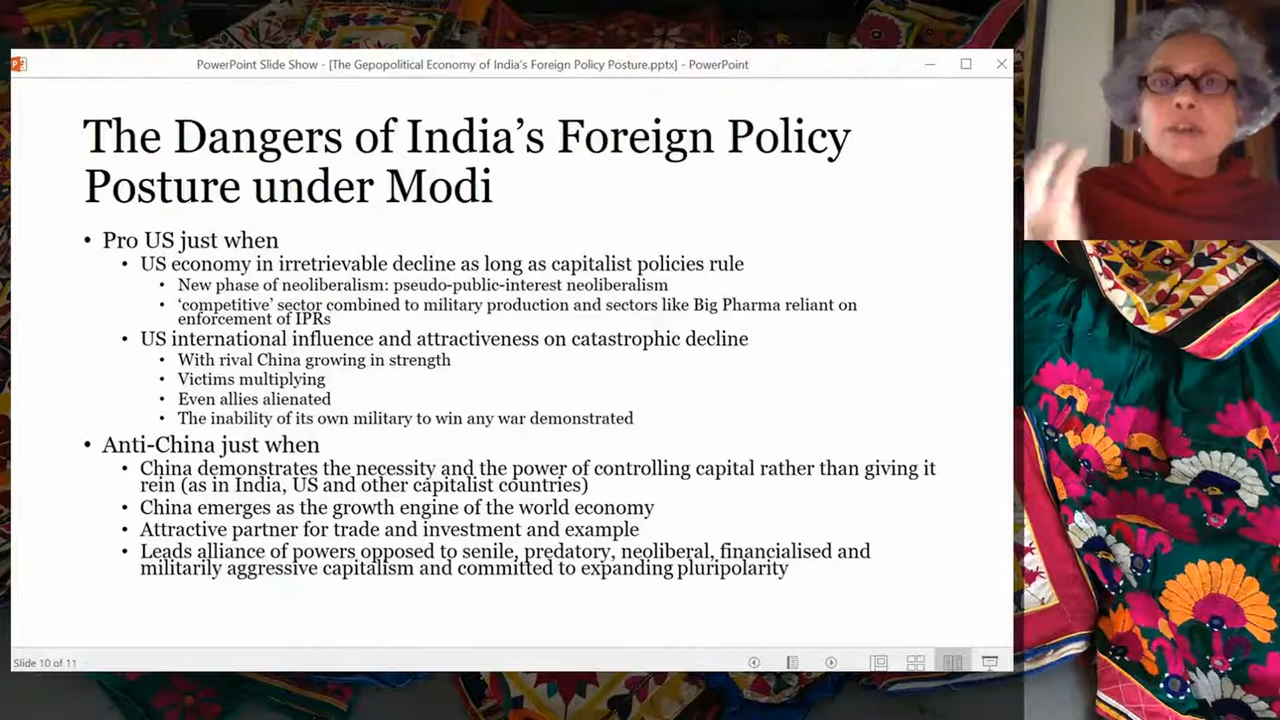 PowerPoint Slide Show - [The Gepopolitical Economy of India's Foreign Policy Posture.pptx] - PowerPoint
The Dangers of India's Foreign Policy
Posture under Modi
• Pro US just when
• US economy in irretrievable decline as long as capitalist policies rule
• New phase of neoliberalism: pseudo-public-interest neoliberalism
• 'competitive' sector combined to military production and sectors like Big Pharma reliant on
enforcement of IPRs
• US international influence and attractiveness on catastrophic decline
• With rival China growing in strength
• Victims multiplying
• Even allies alienated
• The inability of its own military to win any war demonstrated
• Anti-China just when
• China demonstrates the necessity and the power of controlling capital rather than giving it
rein (as in India, US and other capitalist countries)
• China emerges as the growth engine of the world economy
• Attractive partner for trade and investment and example
• Leads alliance of powers opposed to senile, predatory, neoliberal, financialised and
militarily aggressive capitalism and committed to expanding pluripolarity
Slide 10 of 11